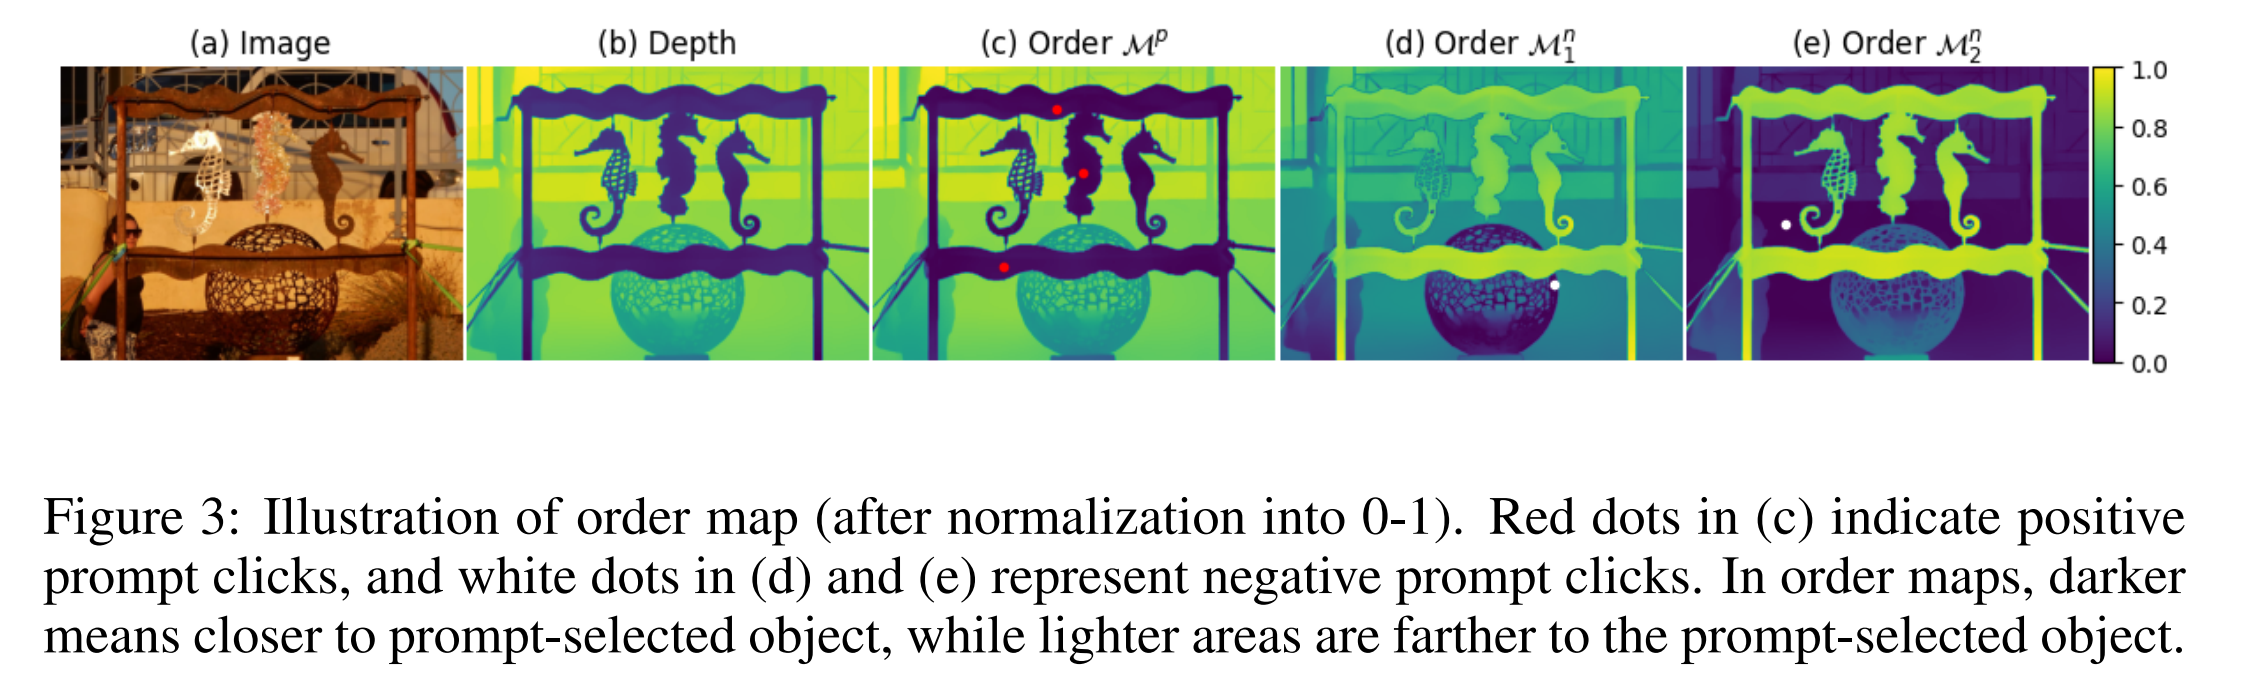 (a) Image (b) Depth (c) Order ℳᵖ (d) Order ℳ₁ⁿ (e) Order ℳ₂ⁿ
1.0
0.8
0.6
0.4
0.2
0.0
Figure 3: Illustration of order map (after normalization into 0-1). Red dots in (c) indicate positive
prompt clicks, and white dots in (d) and (e) represent negative prompt clicks. In order maps, darker
means closer to prompt-selected object, while lighter areas are farther to the prompt-selected object.